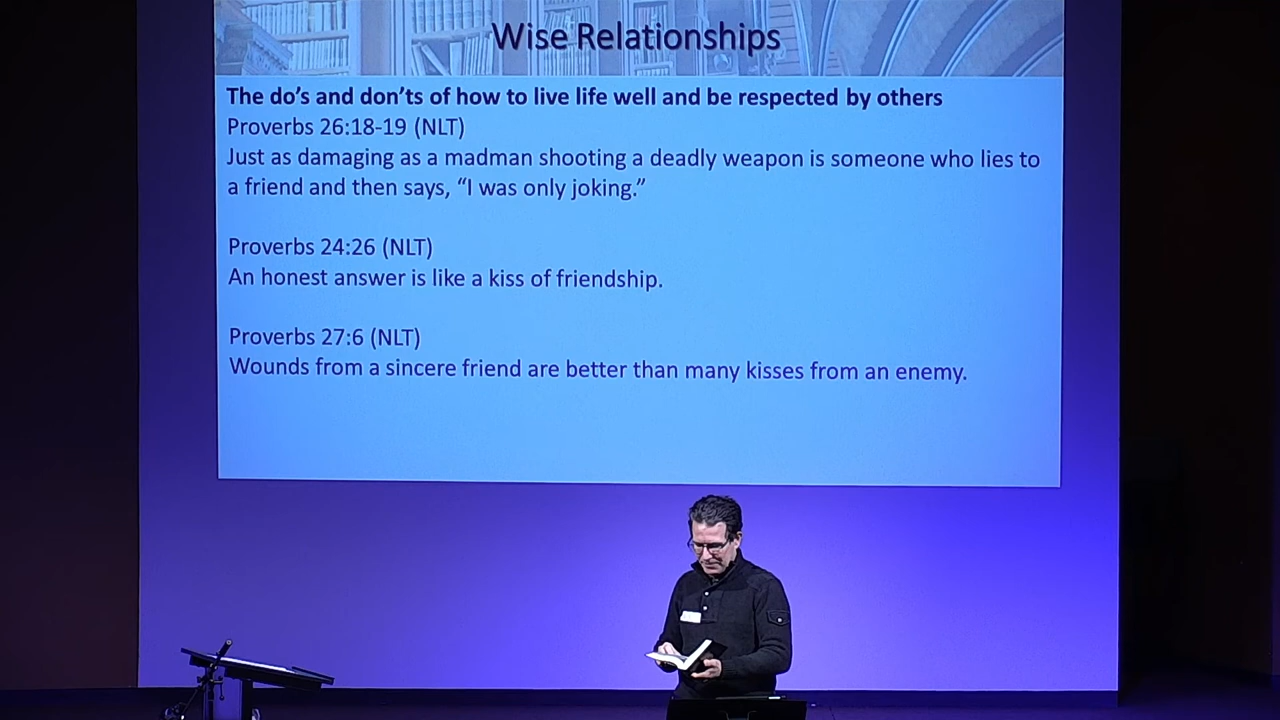 Wise Relationships
The do’s and don’ts of how to live life well and be respected by others
Proverbs 26:18-19 (NLT)
Just as damaging as a madman shooting a deadly weapon is someone who lies to
a friend and then says, “I was only joking.”
Proverbs 24:26 (NLT)
An honest answer is like a kiss of friendship.
Proverbs 27:6 (NLT)
Wounds from a sincere friend are better than many kisses from an enemy.